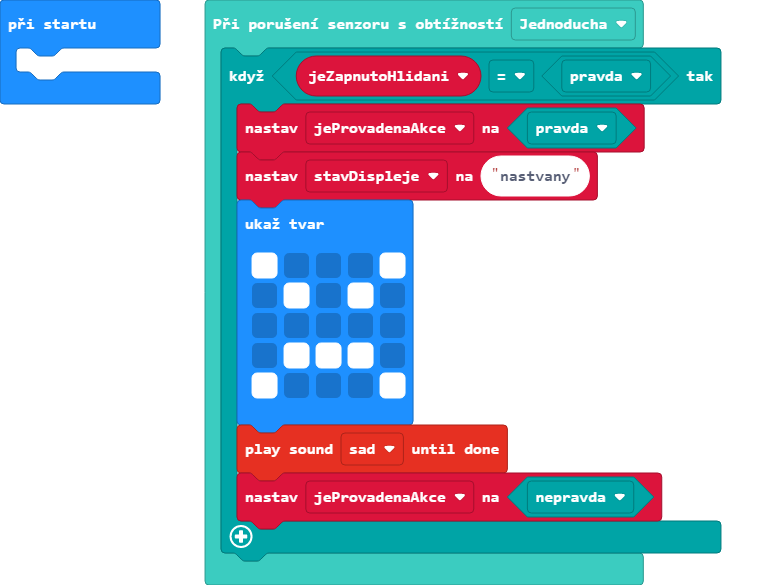 při startu
Při porušení senzoru s obtížností Jednoducha
když jeZapnutoHlidani = pravda tak
nastav jeProvadenaAkce na pravda
nastav stavDispleje na "nastvany"
ukaž tvar
play sound sad until done
nastav jeProvadenaAkce na nepravda